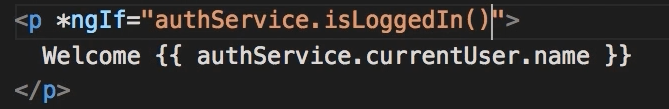 <p *ngIf="authService.isLoggedIn()">
Welcome {{ authService.currentUser.name }}
</p>